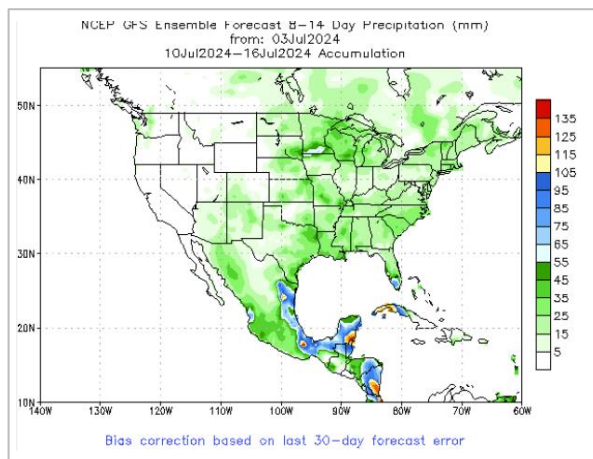 NCEP GFS Ensemble Forecast 8-14 Day Precipitation (mm)
from: 03Jul2024
10Jul2024-16Jul2024 Accumulation
50N
40N
30N
20N
10N
140W 130W 120W 110W 100W 90W 80W 70W 60W
135
125
115
105
95
85
75
65
55
45
35
25
15
5
Bias correction based on last 30-day forecast error